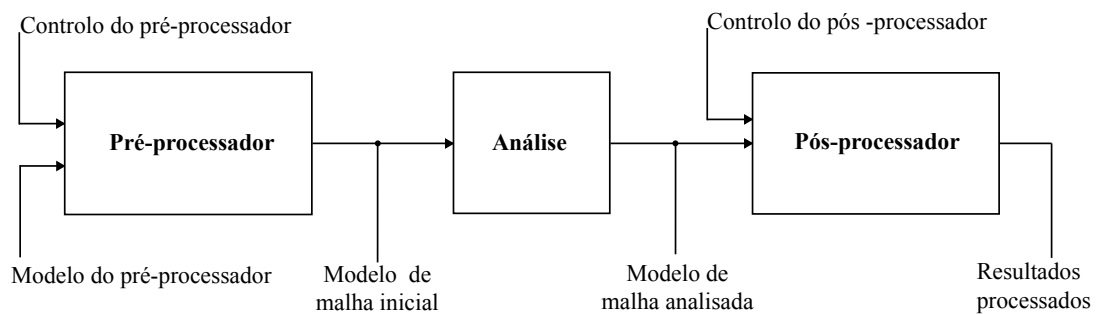 Controlo do pré-processador
Controlo do pós -processador
Pré-processador
Análise
Pós-processador
Modelo do pré-processador
Modelo de
malha inicial
Modelo de
malha analisada
Resultados
processados